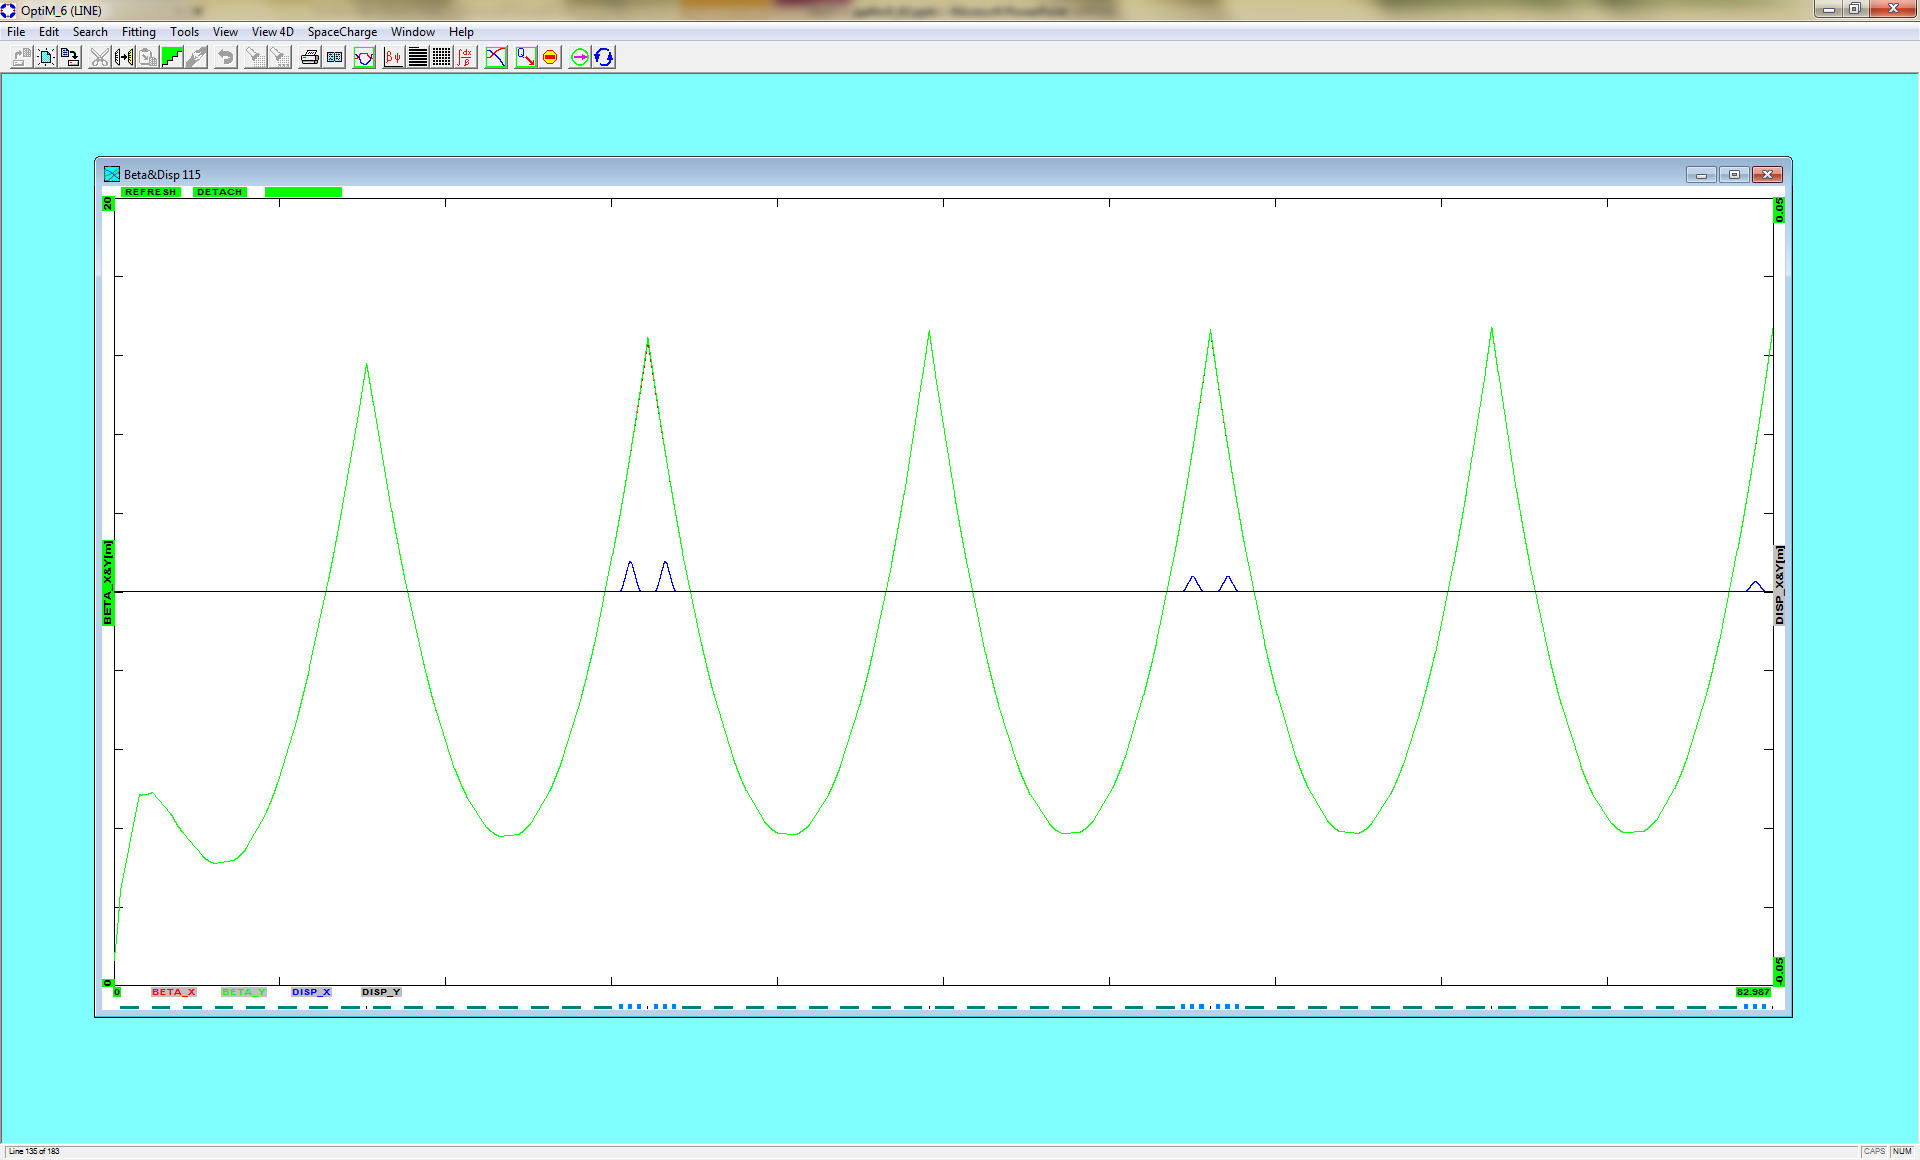 OptiM_6 (LINE)
File Edit Search Fitting Tools View View 4D SpaceCharge Window Help
Beta&Disp 115
REFRESH DETACH
20
0.05
BETA_X&Y[m]
DISP_X&Y[m]
0
-0.05
0 BETA_X BETA_Y DISP_X DISP_Y 82.987
Line 135 of 183 CAPS NUM